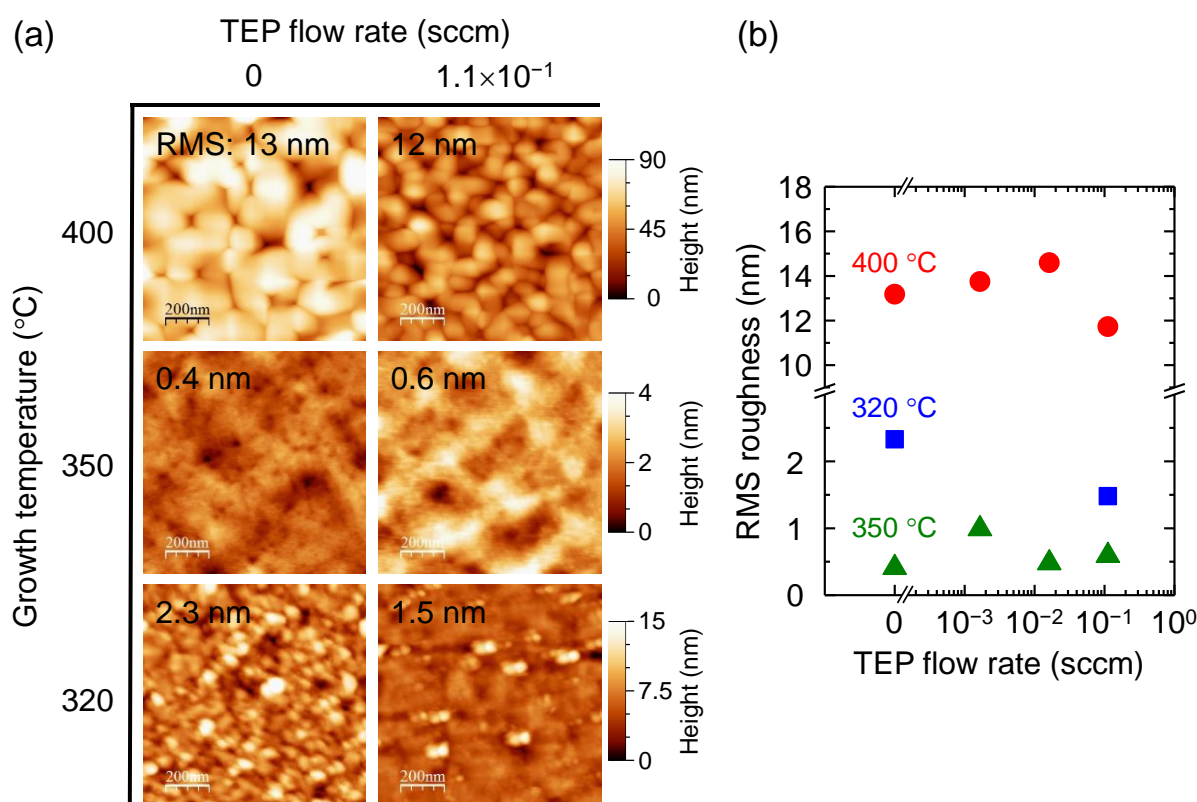 (a)
TEP flow rate (sccm)
0
1.1×10⁻¹
Growth temperature (°C)
400
RMS: 13 nm
200nm
12 nm
200nm
90
45
0
Height (nm)
350
0.4 nm
200nm
0.6 nm
200nm
4
2
0
Height (nm)
320
2.3 nm
200nm
1.5 nm
200nm
15
7.5
0
Height (nm)
(b)
RMS roughness (nm)
18
16
14
12
10
2
1
0
400 °C
320 °C
350 °C
0
10⁻³
10⁻²
10⁻¹
10⁰
TEP flow rate (sccm)